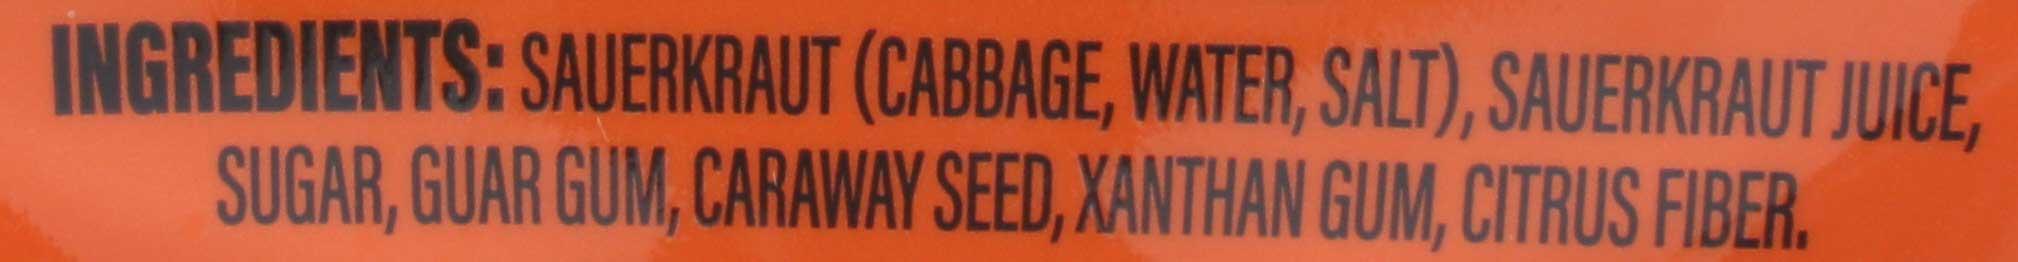 INGREDIENTS: SAUERKRAUT (CABBAGE, WATER, SALT), SAUERKRAUT JUICE,
SUGAR, GUAR GUM, CARAWAY SEED, XANTHAN GUM, CITRUS FIBER.